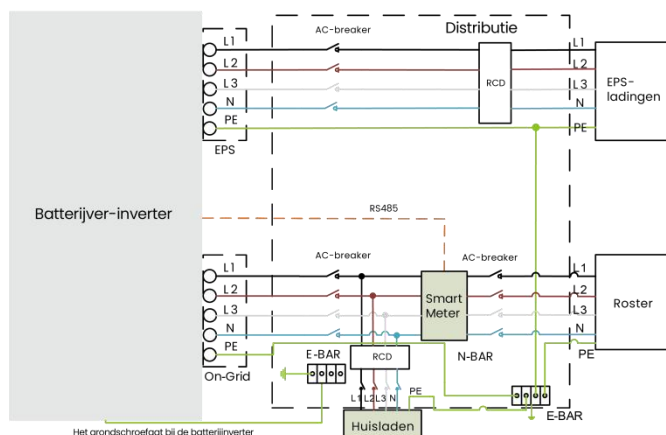 Distributie
AC-breaker
L1
L2
L3
N
PE
EPS
RCD
L1
L2
L3
N
PE
EPS-
ladingen
Batterijver-inverter
RS485
AC-breaker
AC-breaker
L1
L2
L3
N
PE
On-Grid
Smart
Meter
L1
L2
L3
N
PE
Roster
E-BAR
RCD
N-BAR
L1
L2
L3
N
PE
E-BAR
Huisladen
Het grondschroefgat bij de batterijinverter